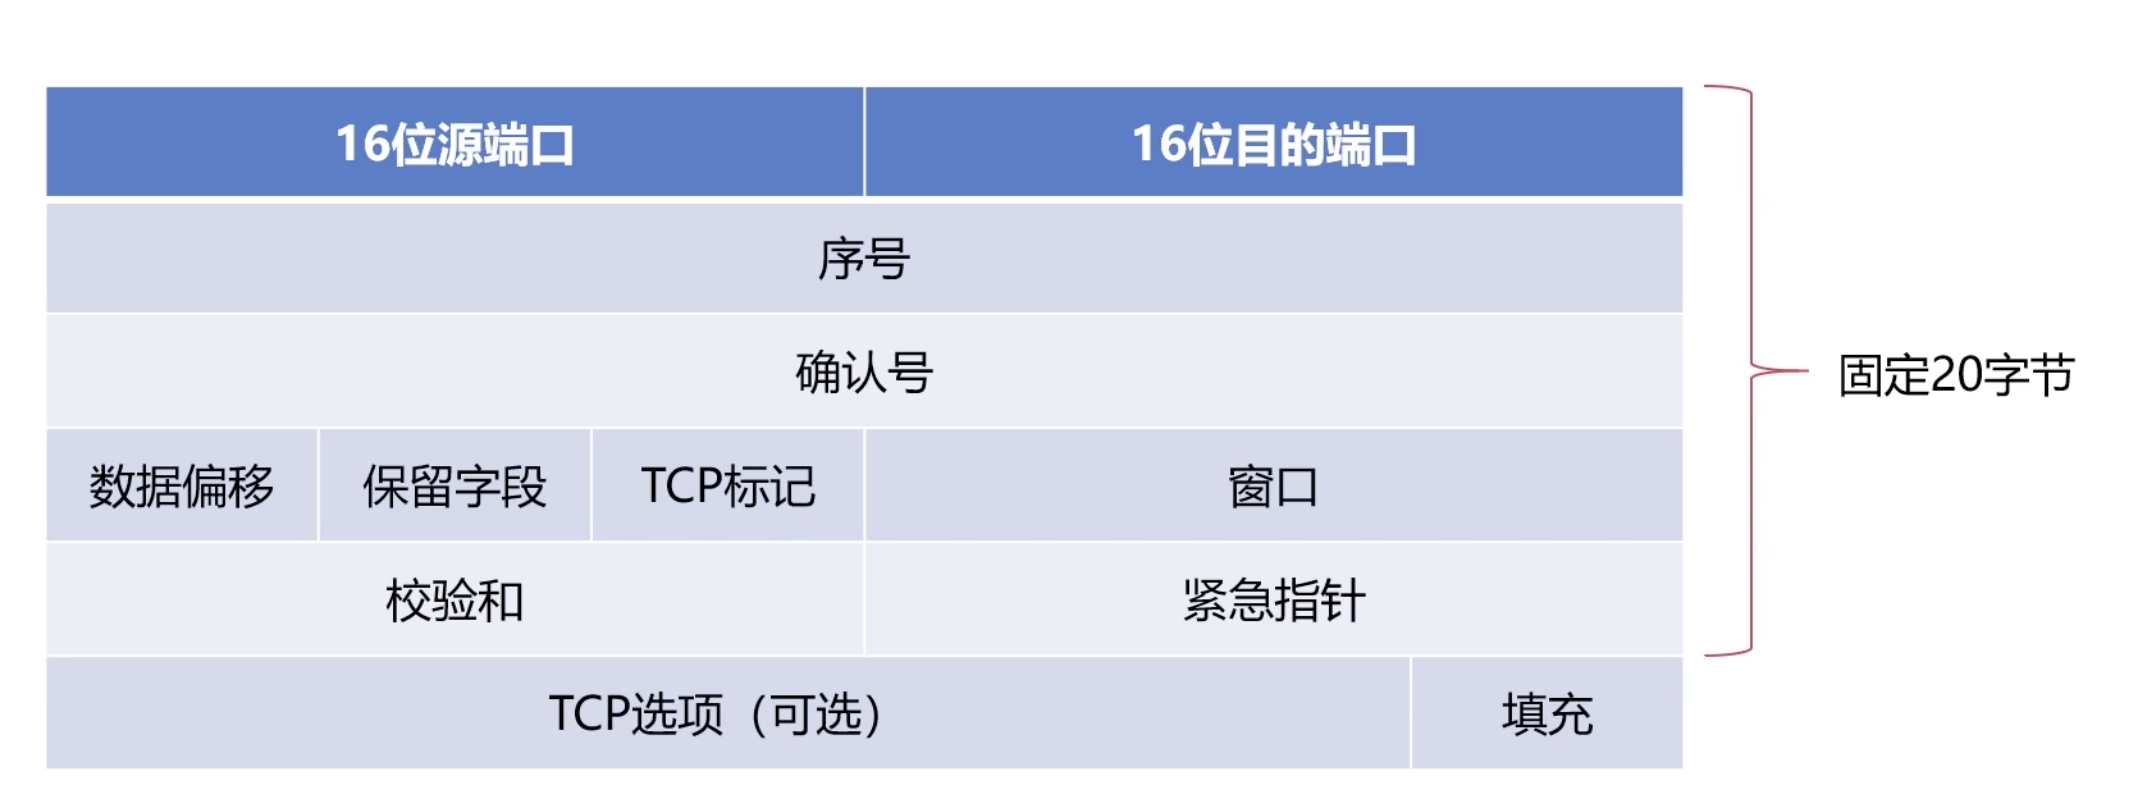 16位源端口
16位目的端口
序号
确认号
固定20字节
数据偏移
保留字段
TCP标记
窗口
校验和
紧急指针
TCP选项（可选）
填充